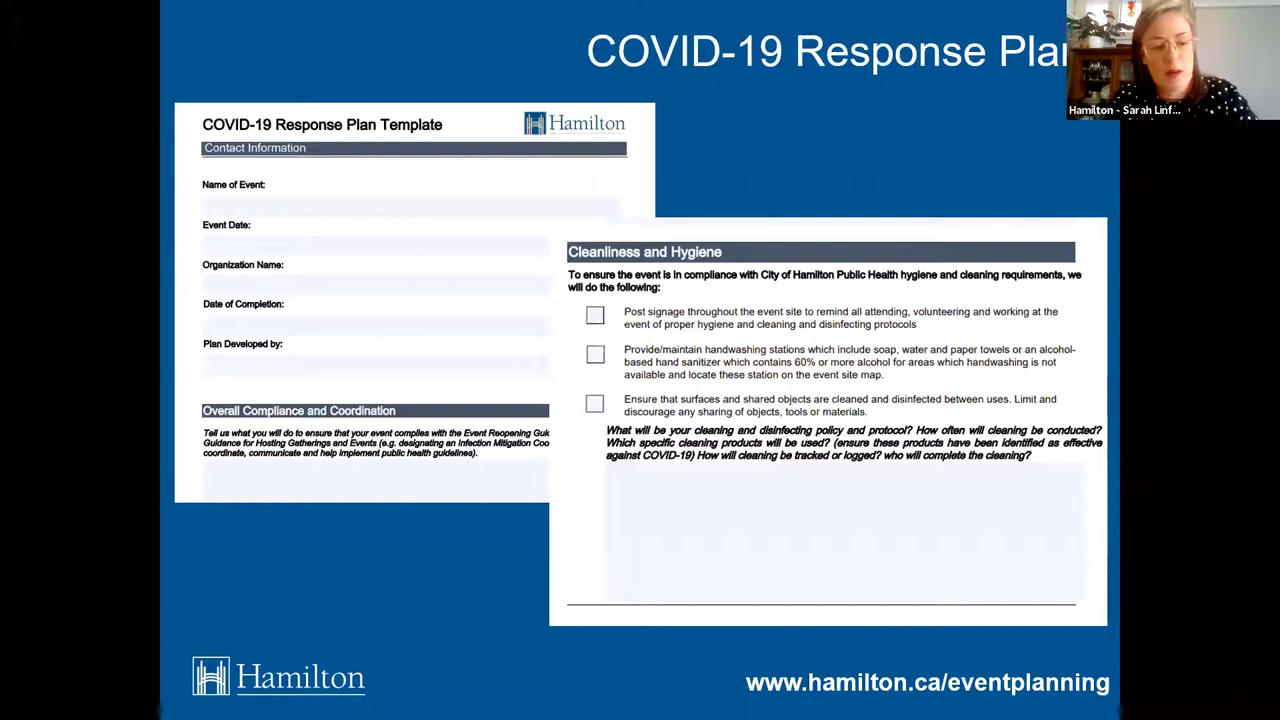 COVID-19 Response Pla
Hamilton - Sarah Linf...
COVID-19 Response Plan Template
Hamilton
Contact Information
Name of Event:
Event Date:
Organization Name:
Date of Completion:
Plan Developed by:
Overall Compliance and Coordination
Tell us what you will do to ensure that your event complies with the Event Reopening
Guidance for Hosting Gatherings and Events (e.g. designating an Infection Mitigation
coordinate, communicate and help implement public health guidelines).
Cleanliness and Hygiene
To ensure the event is in compliance with City of Hamilton Public Health hygiene and cleaning requirements, we
will do the following:
Post signage throughout the event site to remind all attending, volunteering and working at the
event of proper hygiene and cleaning and disinfecting protocols
Provide/maintain handwashing stations which include soap, water and paper towels or an alcohol-
based hand sanitizer which contains 60% or more alcohol for areas which handwashing is not
available and locate these station on the event site map.
Ensure that surfaces and shared objects are cleaned and disinfected between uses. Limit and
discourage any sharing of objects, tools or materials.
What will be your cleaning and disinfecting policy and protocol? How often will cleaning be conducted?
Which specific cleaning products will be used? (ensure these products have been identified as effective
against COVID-19) How will cleaning be tracked or logged? who will complete the cleaning?
Hamilton
www.hamilton.ca/eventplanning